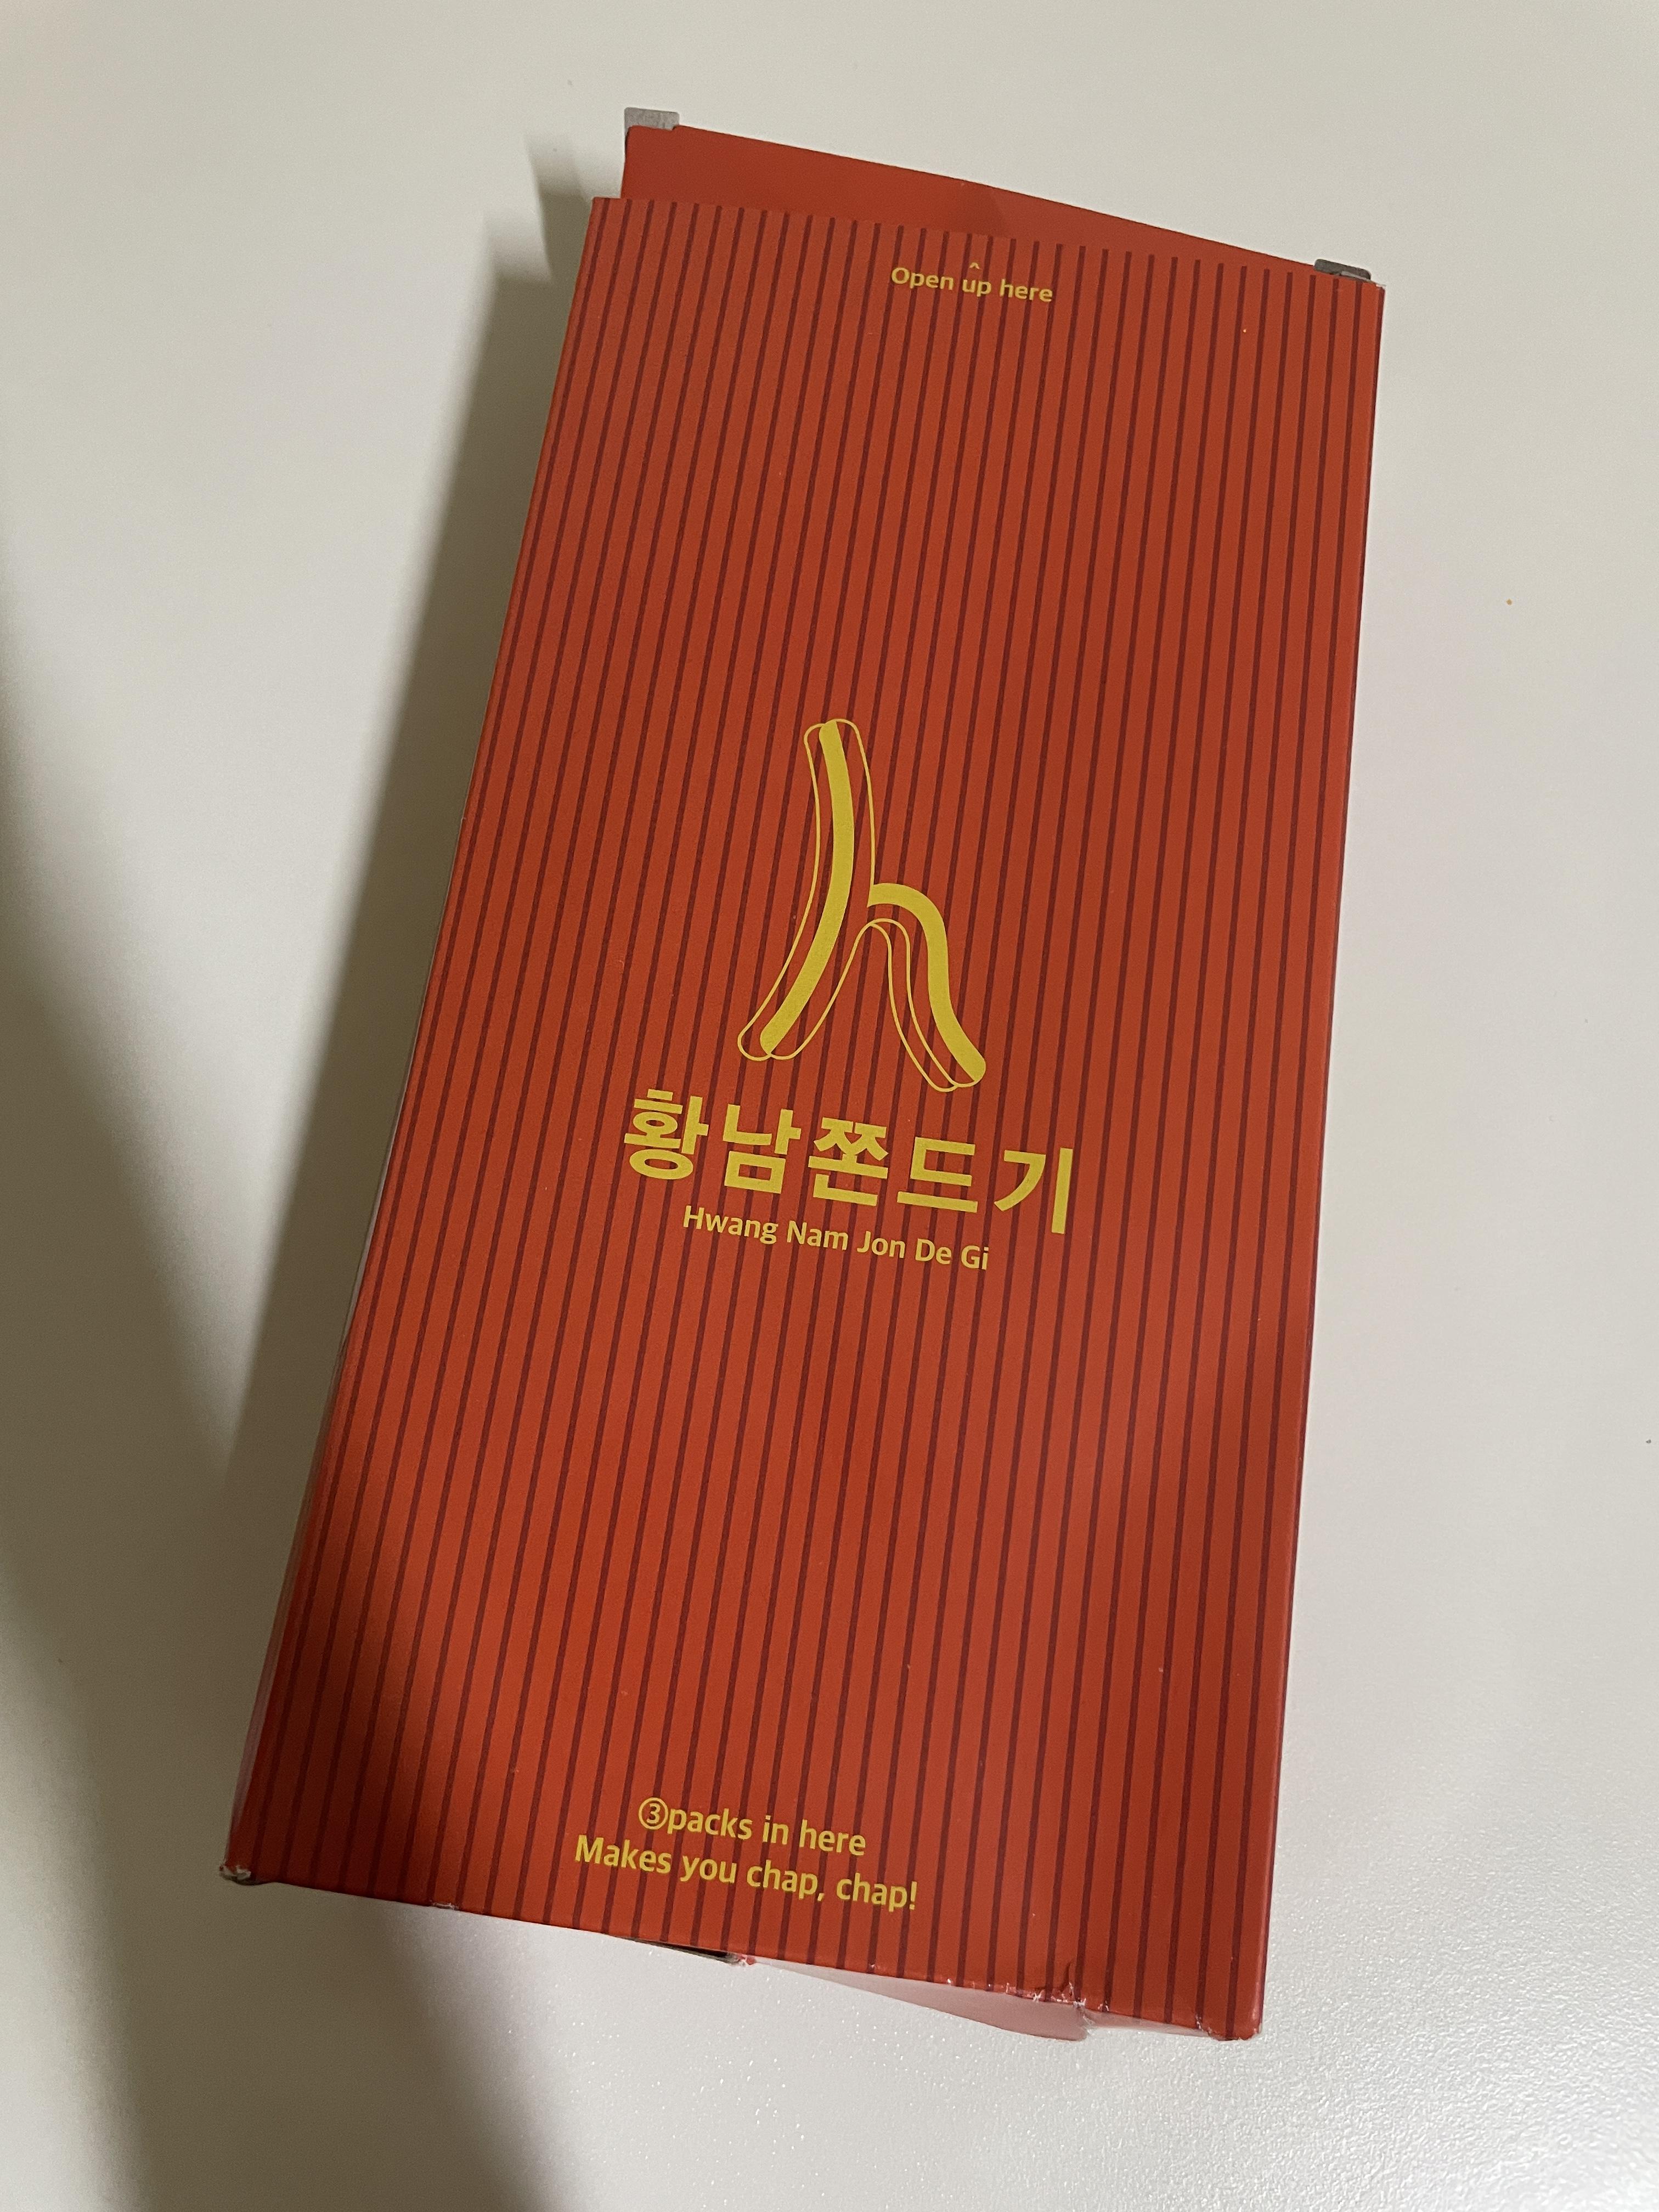 Open up here
황남쫀드기
Hwang Nam Jon De Gi
③packs in here
Makes you chap, chap!